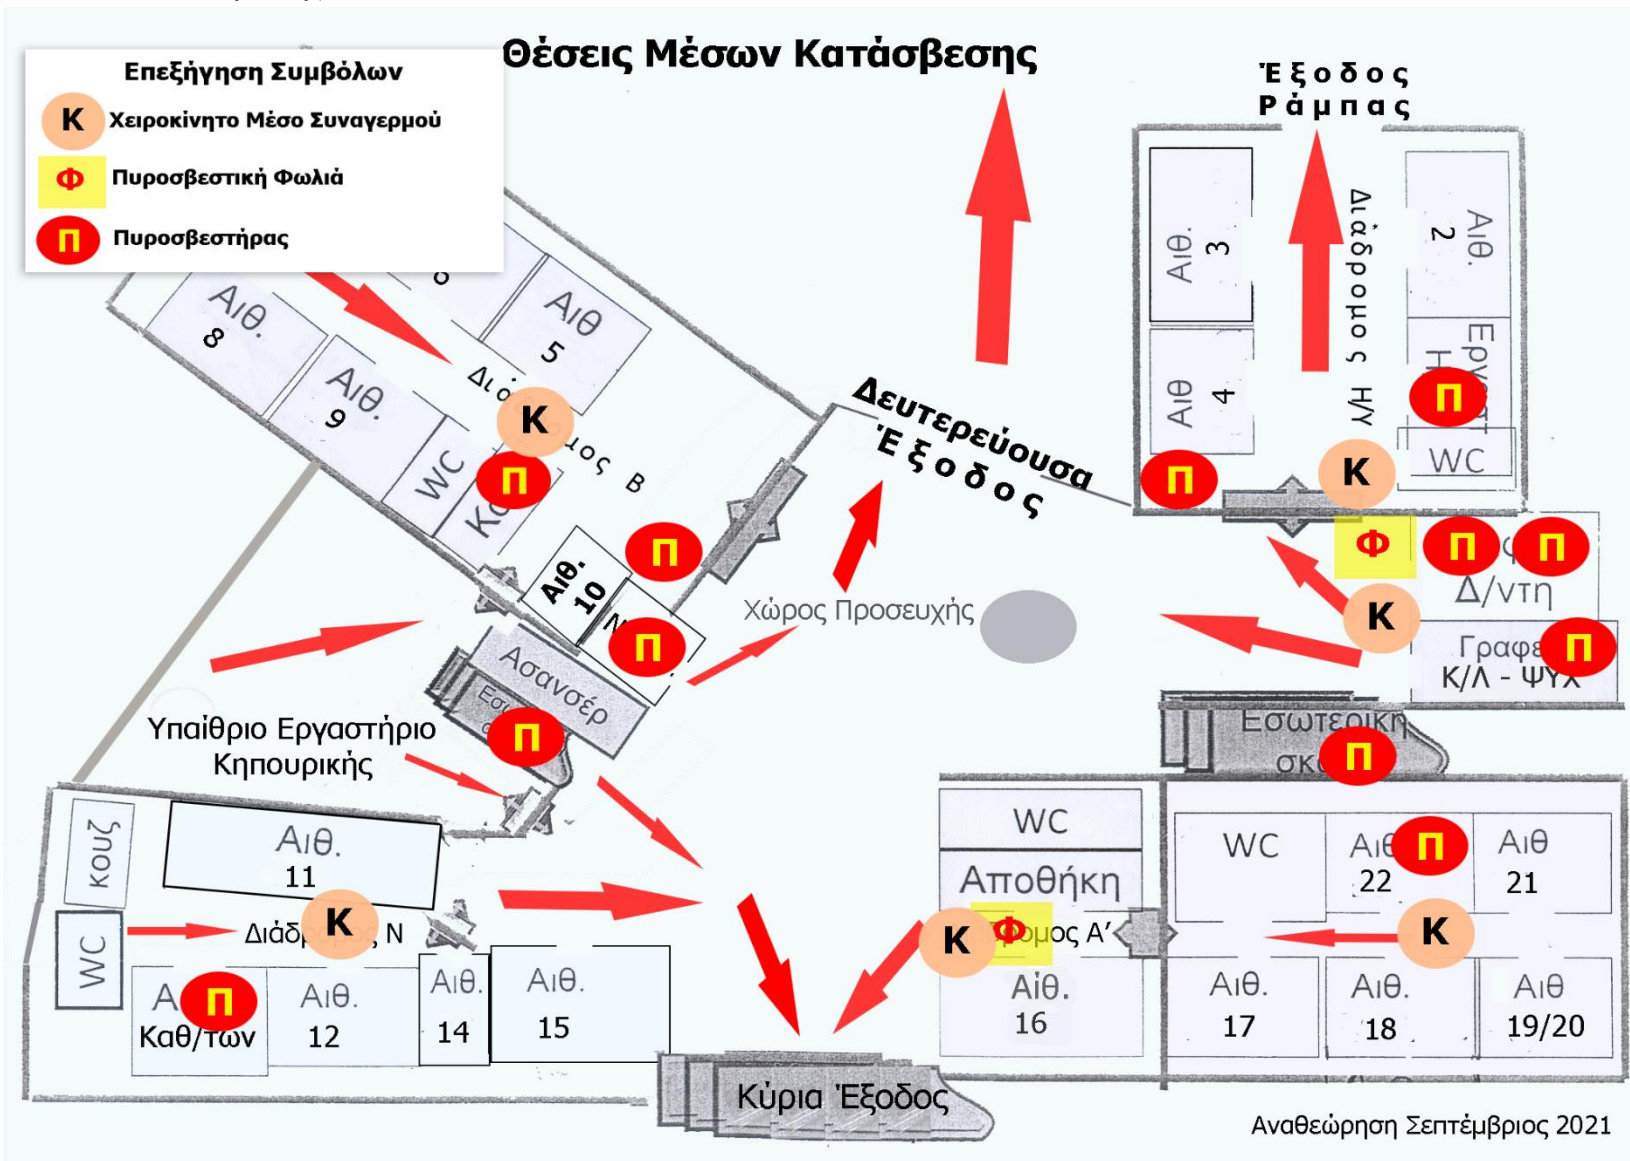 Θέσεις Μέσων Κατάσβεσης
Επεξήγηση Συμβόλων
Κ Χειροκίνητο Μέσο Συναγερμού
Φ Πυροσβεστική Φωλιά
Π Πυροσβεστήρας
Έξοδος
Ράμπας
Αιθ.
3
Αιθ
4
Διάδρομος Η/Υ
Αιθ.
2
Π
WC
Π
Κ
Αιθ.
8
Αιθ.
9
Αιθ
5
Κ
Β
WC
Π
Αιθ.
10
Π
Π
Ασανσέρ
Π
Δευτερεύουσα
Έξοδος
Χώρος Προσευχής
Φ
Π
Π
Δ/ντη
Κ
Π
Κ/Λ - ΨΥΧ
Εσωτερική
Π
Υπαίθριο Εργαστήριο
Κηπουρικής
κουζ
WC
Αιθ.
11
Διάδρομος Ν
Κ
Π
Καθ/των
Αιθ.
12
Αιθ.
14
Αιθ.
15
WC
Αποθήκη
Κ
Φ
Α’
Αίθ.
16
WC
Αιθ
22
Π
Αιθ
21
Κ
Αιθ.
17
Αιθ.
18
Αιθ
19/20
Κύρια Έξοδος
Αναθεώρηση Σεπτέμβριος 2021